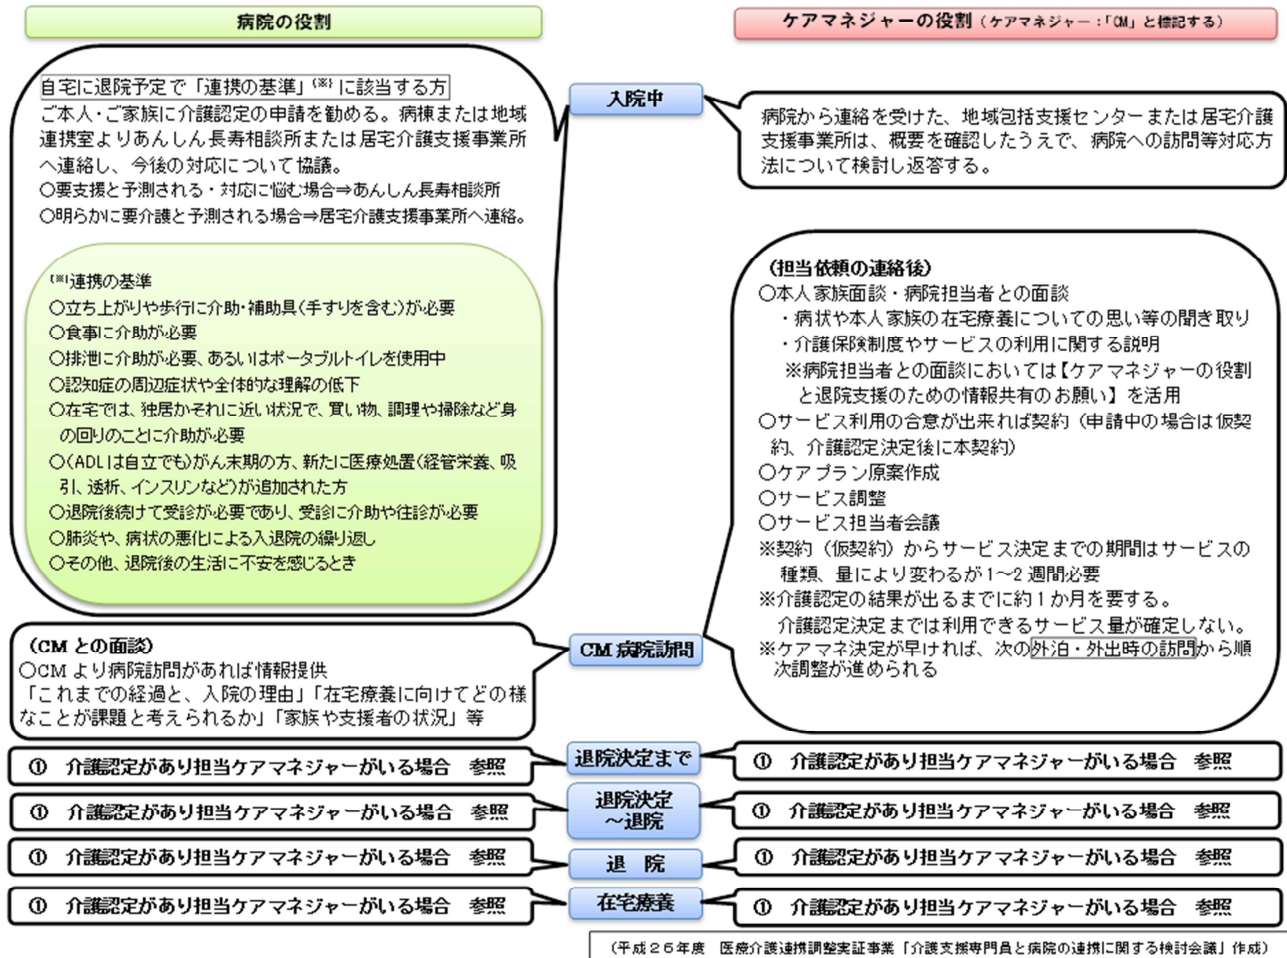 病院の役割
ケアマネジャーの役割（ケアマネジャー：「CM」と標記する）
入院中
自宅に退院予定で「連携の基準」(※)に該当する方
ご本人・ご家族に介護認定の申請を勧める。病棟または地域
連携室よりあんしん長寿相談所または居宅介護支援事業所
へ連絡し、今後の対応について協議。
○要支援と予測される・対応に悩む場合⇒あんしん長寿相談所
○明らかに要介護と予測される場合⇒居宅介護支援事業所へ連絡。
(※)連携の基準
○立ち上がりや歩行に介助・補助具(手すりを含む)が必要
○食事に介助が必要
○排泄に介助が必要、あるいはポータブルトイレを使用中
○認知症の周辺症状や全体的な理解の低下
○在宅では、独居かそれに近い状況で、買い物、調理や掃除など身
の回りのことに介助が必要
○(ADLは自立でも)がん末期の方、新たに医療処置(経管栄養、吸
引、透析、インスリンなど)が追加された方
○退院後続けて受診が必要であり、受診に介助や往診が必要
○肺炎や、病状の悪化による入退院の繰り返し
○その他、退院後の生活に不安を感じるとき
病院から連絡を受けた、地域包括支援センターまたは居宅介護
支援事業所は、概要を確認したうえで、病院への訪問等対応方
法について検討し返答する。
CM 病院訪問
（CM との面談）
○CM より病院訪問があれば情報提供
「これまでの経過と、入院の理由」「在宅療養に向けてどの様
なことが課題と考えられるか」「家族や支援者の状況」等
（担当依頼の連絡後）
○本人家族面談・病院担当者との面談
・病状や本人家族の在宅療養についての思い等の聞き取り
・介護保険制度やサービスの利用に関する説明
※病院担当者との面談においては【ケアマネジャーの役割
と退院支援のための情報共有のお願い】を活用
○サービス利用の合意が出来れば契約（申請中の場合は仮契
約、介護認定決定後に本契約）
○ケアプラン原案作成
○サービス調整
○サービス担当者会議
※契約（仮契約）からサービス決定までの期間はサービスの
種類、量により変わるが1～2 週間必要
※介護認定の結果が出るまでに約1か月を要する。
介護認定決定までは利用できるサービス量が確定しない。
※ケアマネ決定が早ければ、次の外泊・外出時の訪問から順
次調整が進められる
① 介護認定があり担当ケアマネジャーがいる場合 参照
退院決定まで
① 介護認定があり担当ケアマネジャーがいる場合 参照
① 介護認定があり担当ケアマネジャーがいる場合 参照
退院決定
～退院
① 介護認定があり担当ケアマネジャーがいる場合 参照
① 介護認定があり担当ケアマネジャーがいる場合 参照
退 院
① 介護認定があり担当ケアマネジャーがいる場合 参照
① 介護認定があり担当ケアマネジャーがいる場合 参照
在宅療養
① 介護認定があり担当ケアマネジャーがいる場合 参照
（平成26年度 医療介護連携調整実証事業「介護支援専門員と病院の連携に関する検討会議」作成）